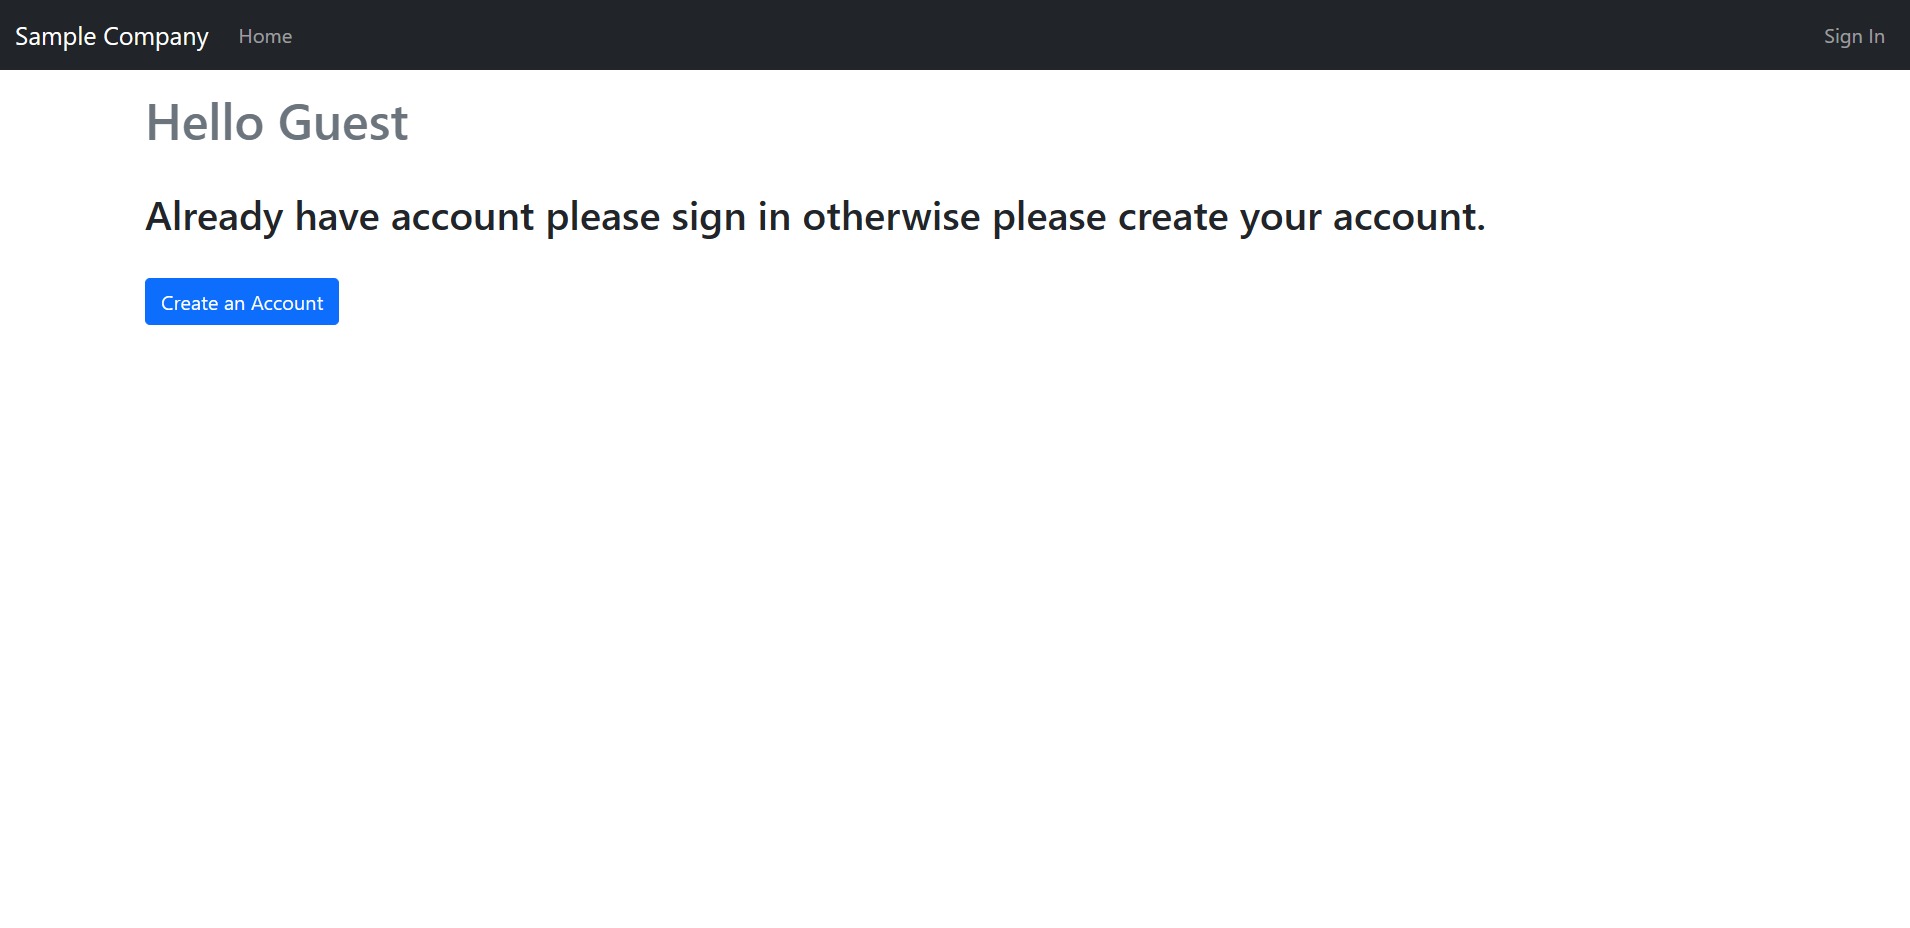 Sample Company Home Sign In
Hello Guest
Already have account please sign in otherwise please create your account.
Create an Account